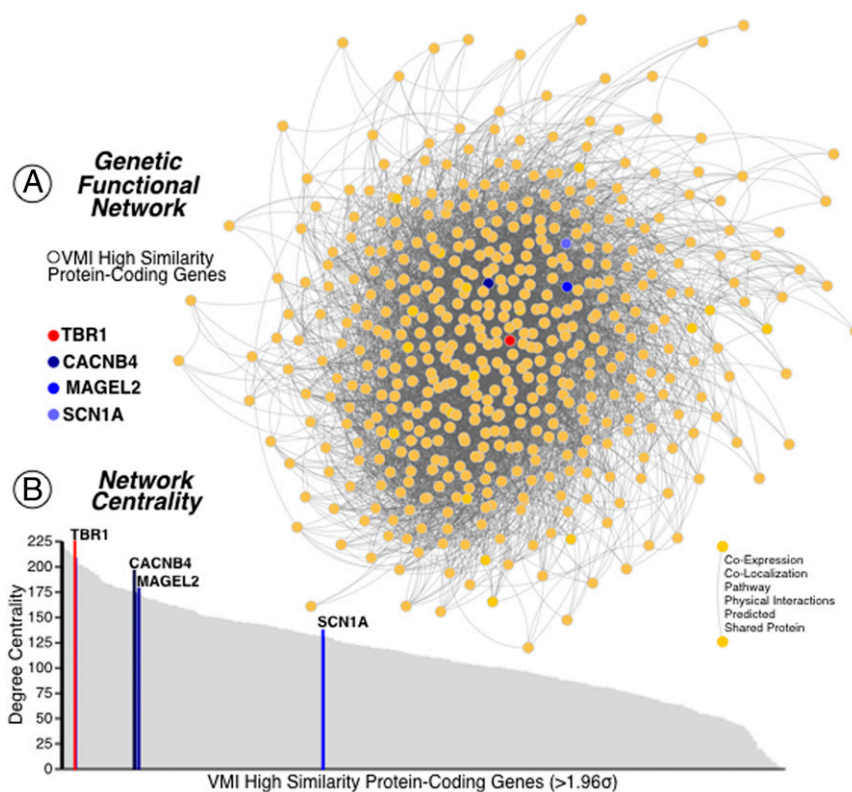 A
Genetic
Functional
Network
VMI High Similarity
Protein-Coding Genes
TBR1
CACNB4
MAGEL2
SCN1A
B
Network
Centrality
Degree Centrality
225
200
175
150
125
100
75
50
25
0
TBR1
CACNB4
MAGEL2
SCN1A
VMI High Similarity Protein-Coding Genes (>1.96σ)
Co-Expression
Co-Localization
Pathway
Physical Interactions
Predicted
Shared Protein